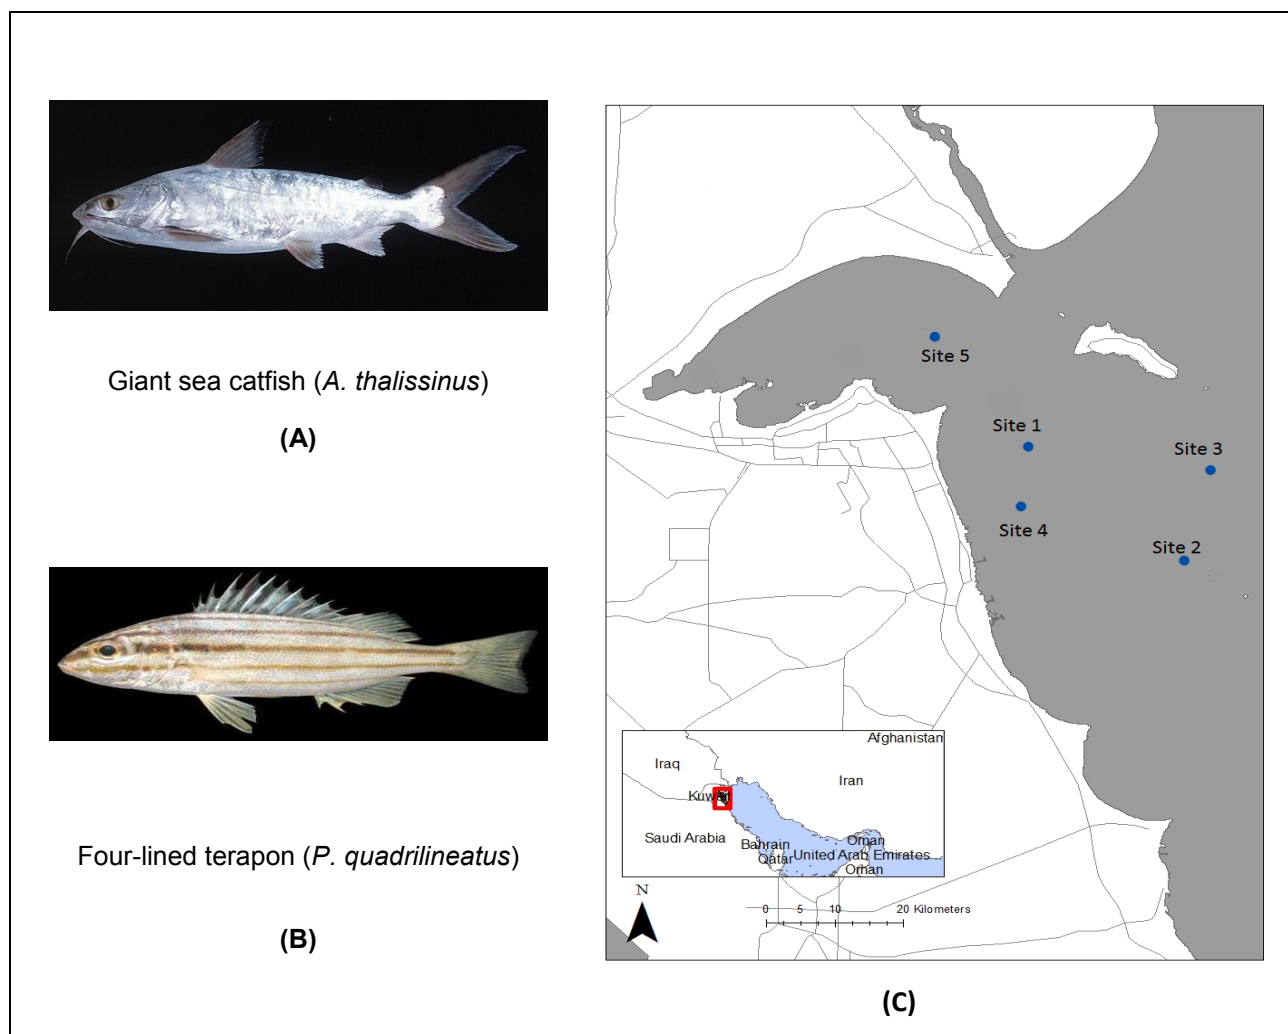 Giant sea catfish (A. thalissinus)
(A)
Four-lined terapon (P. quadrilineatus)
(B)
Site 5
Site 1
Site 3
Site 4
Site 2
Afghanistan
Iraq
Iran
Kuwait
Saudi Arabia
Bahrain
Oman
Qatar
United Arab Emirates
Oman
N
0 5 10 20 Kilometers
(C)